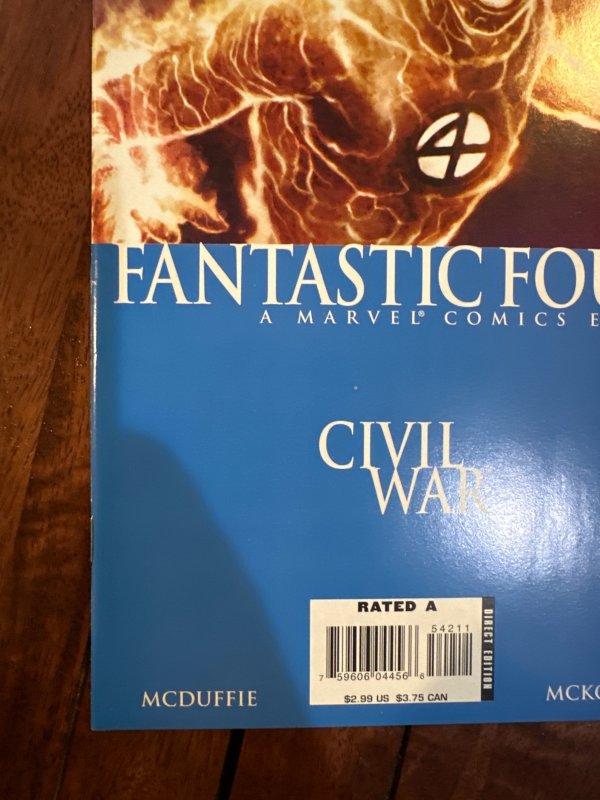 4
FANTASTIC FOU
A MARVEL® COMICS E
CIVIL
WAR
RATED A
54211
DIRECT EDITION
7 59606 04456 6
$2.99 US $3.75 CAN
MCDUFFIE
MCKO